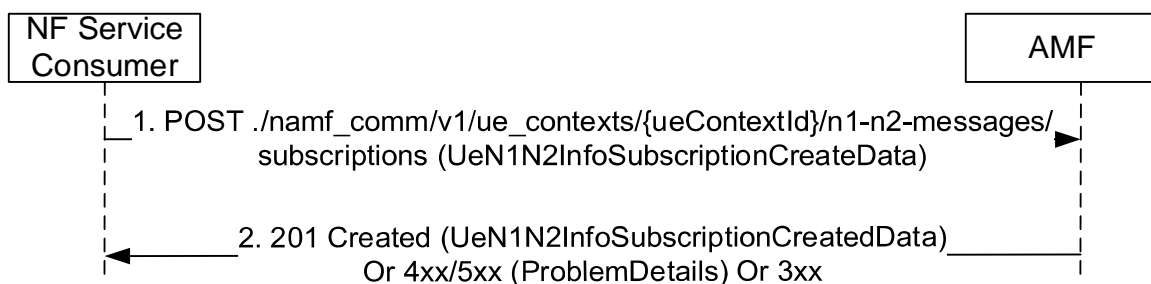 NF Service
Consumer
AMF
1. POST ./namf_comm/v1/ue_contexts/{ueContextId}/n1-n2-messages/
subscriptions (UeN1N2InfoSubscriptionCreateData)
2. 201 Created (UeN1N2InfoSubscriptionCreatedData)
Or 4xx/5xx (ProblemDetails) Or 3xx